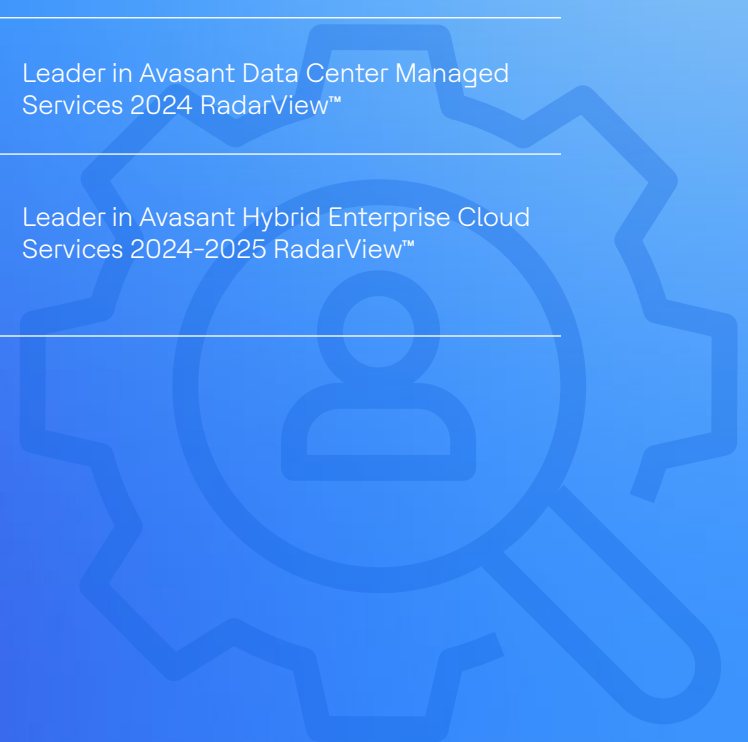 Leader in Avasant Data Center Managed
Services 2024 RadarView™
Leader in Avasant Hybrid Enterprise Cloud
Services 2024-2025 RadarView™